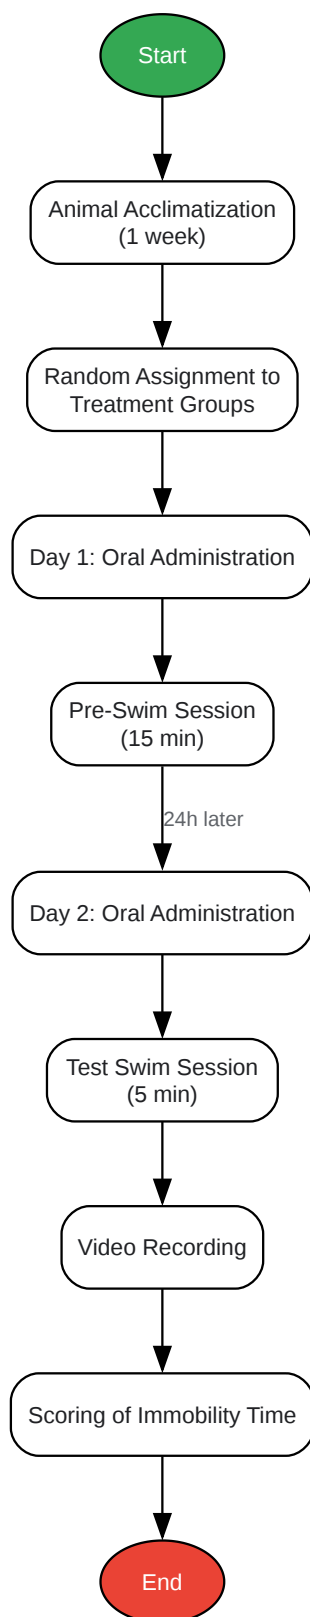 Start
Animal Acclimatization
(1 week)
Random Assignment to
Treatment Groups
Day 1: Oral Administration
Pre-Swim Session
(15 min)
24h later
Day 2: Oral Administration
Test Swim Session
(5 min)
Video Recording
Scoring of Immobility Time
End